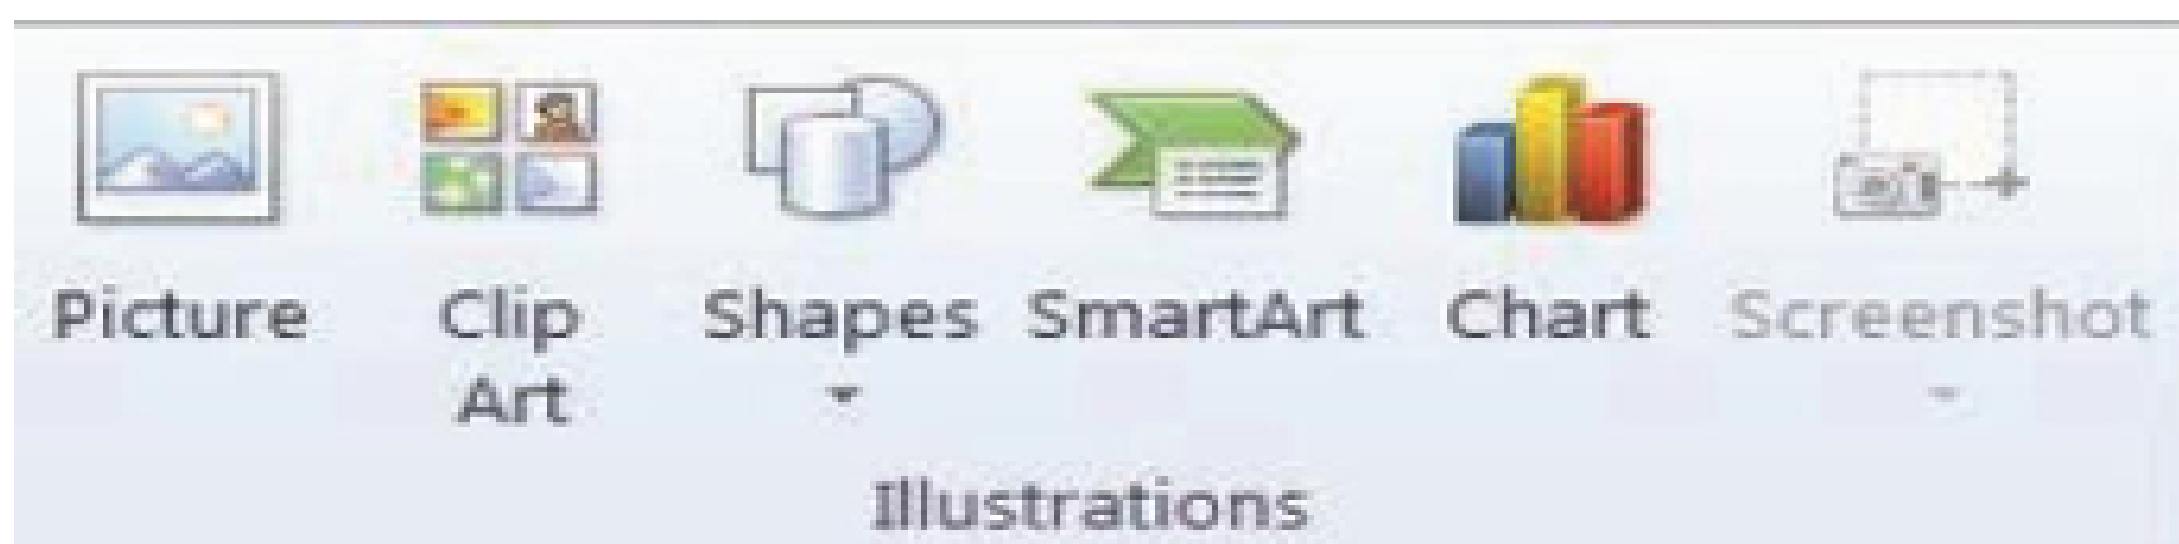 Picture
Clip
Art
Shapes
SmartArt
Chart
Screenshot
Illustrations